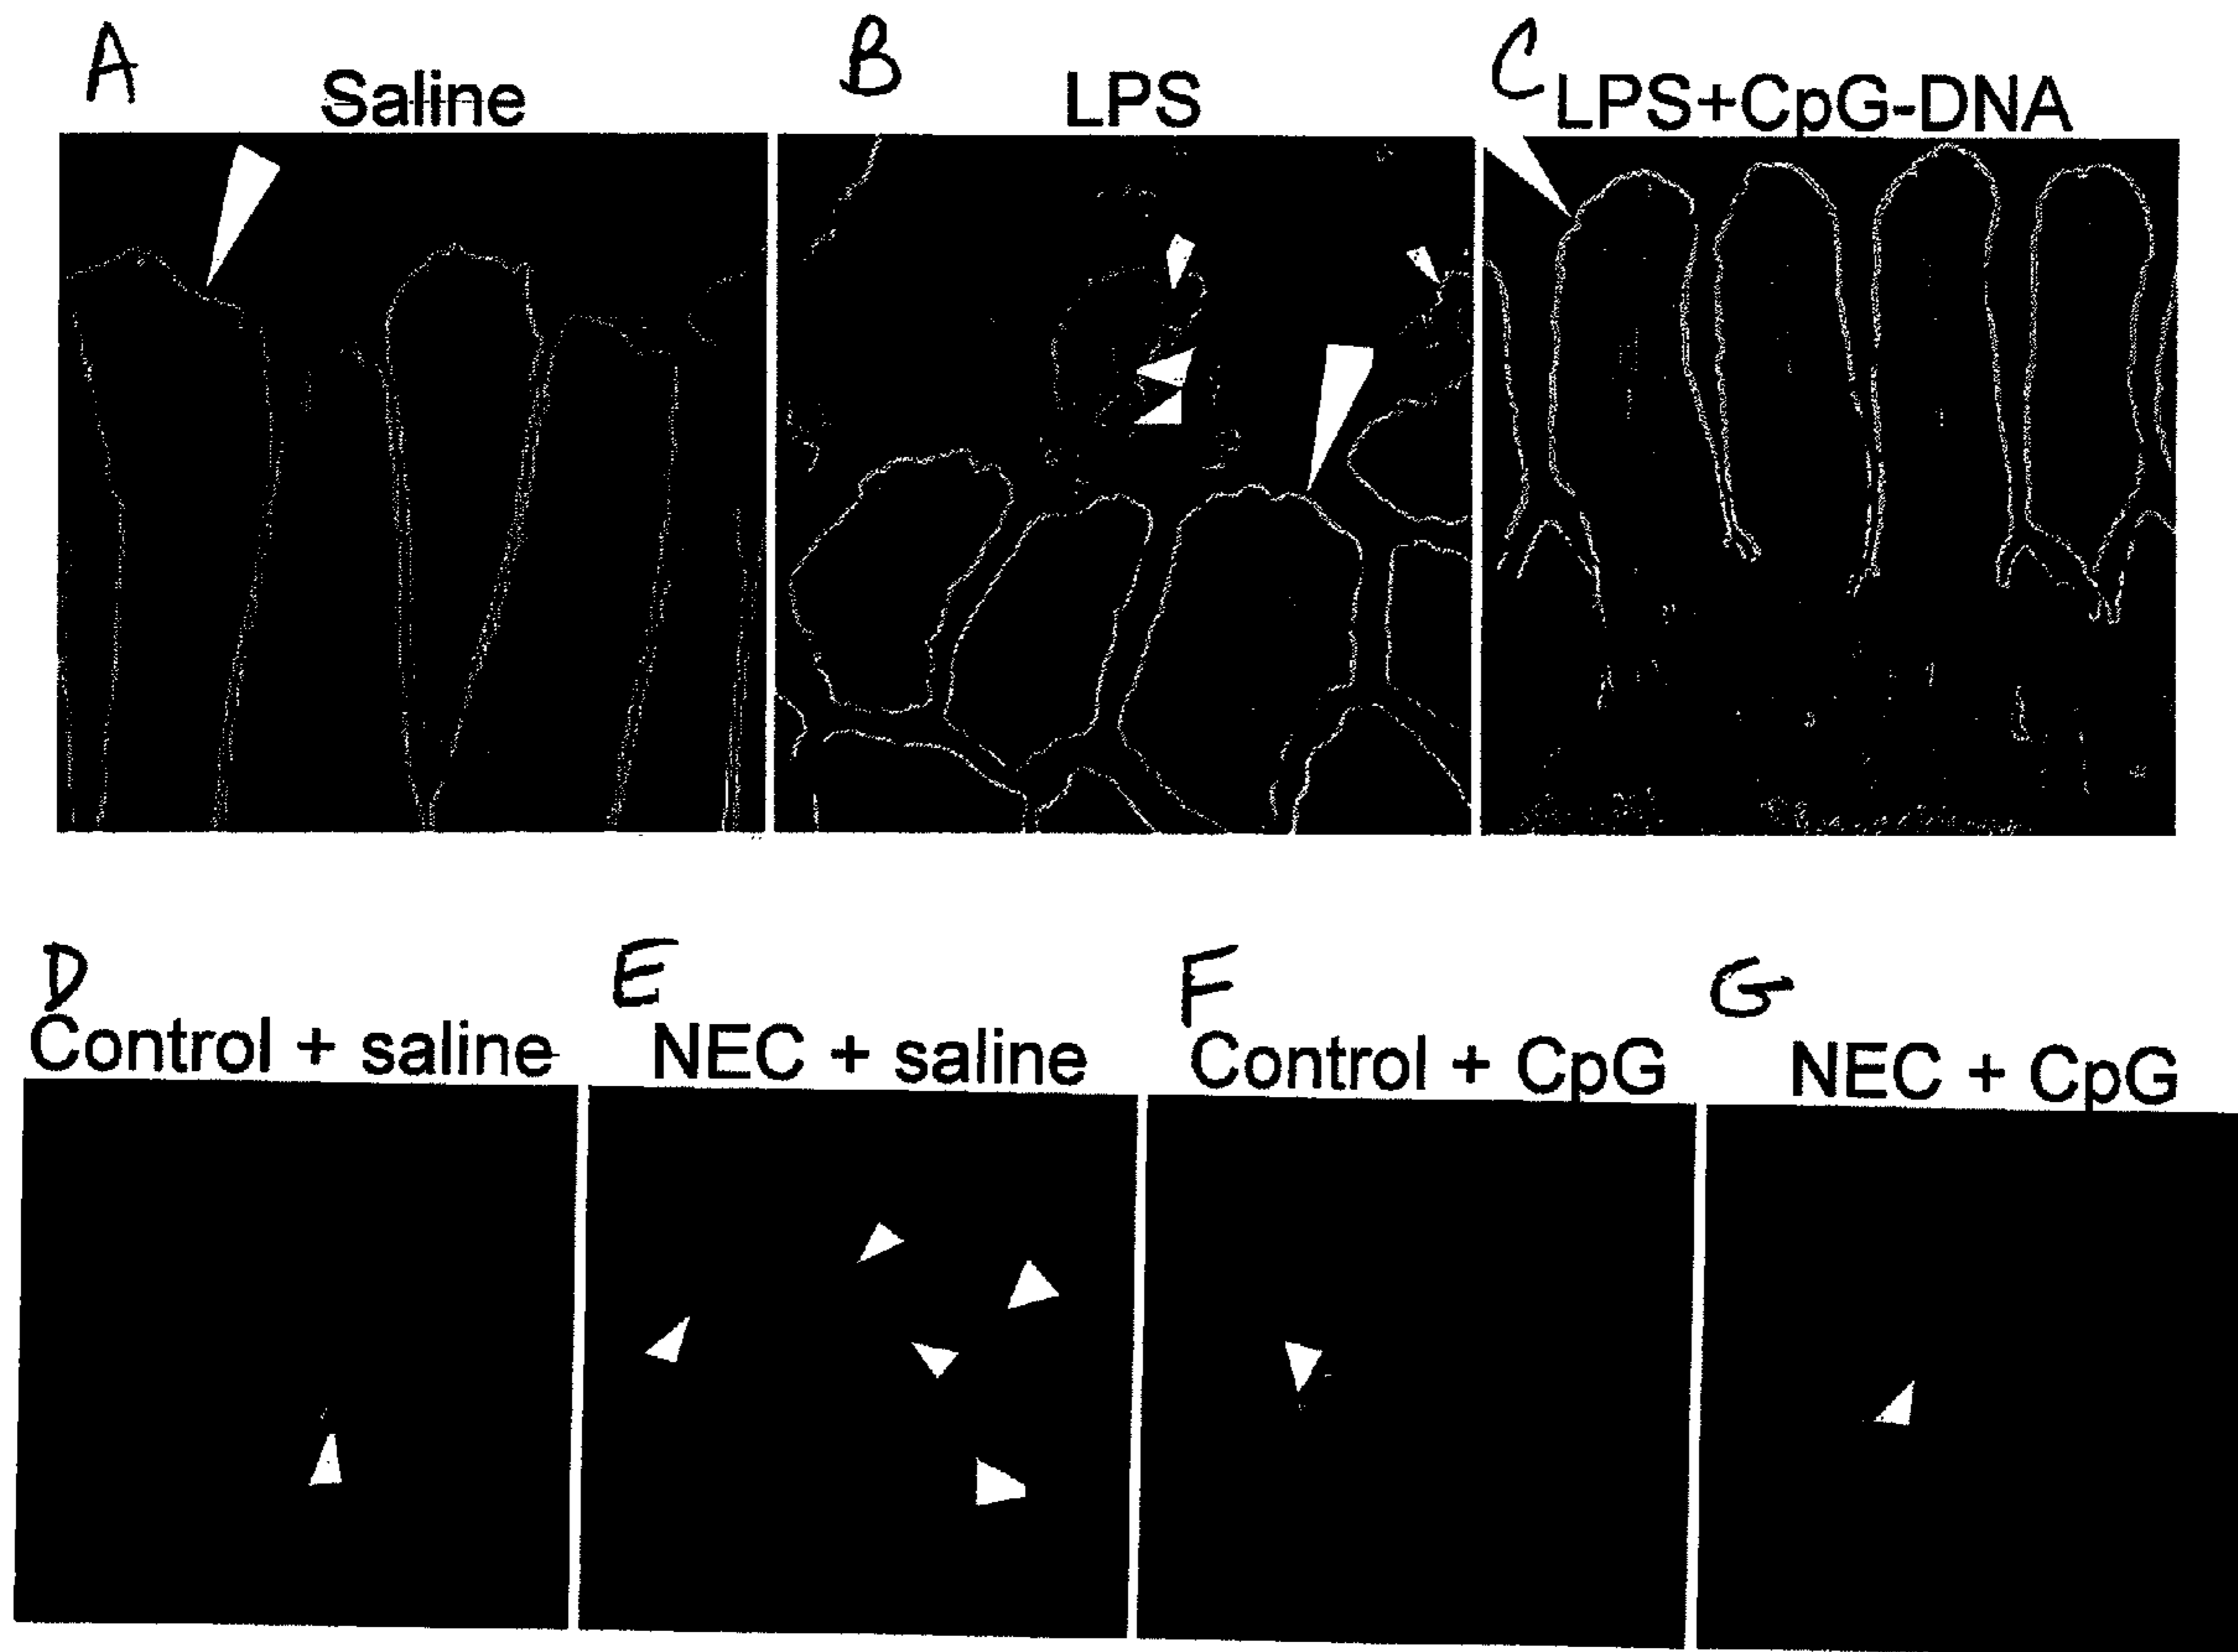 A
Saline
B
LPS
C
LPS+CpG-DNA
D
Control + saline
E
NEC + saline
F
Control + CpG
G
NEC + CpG